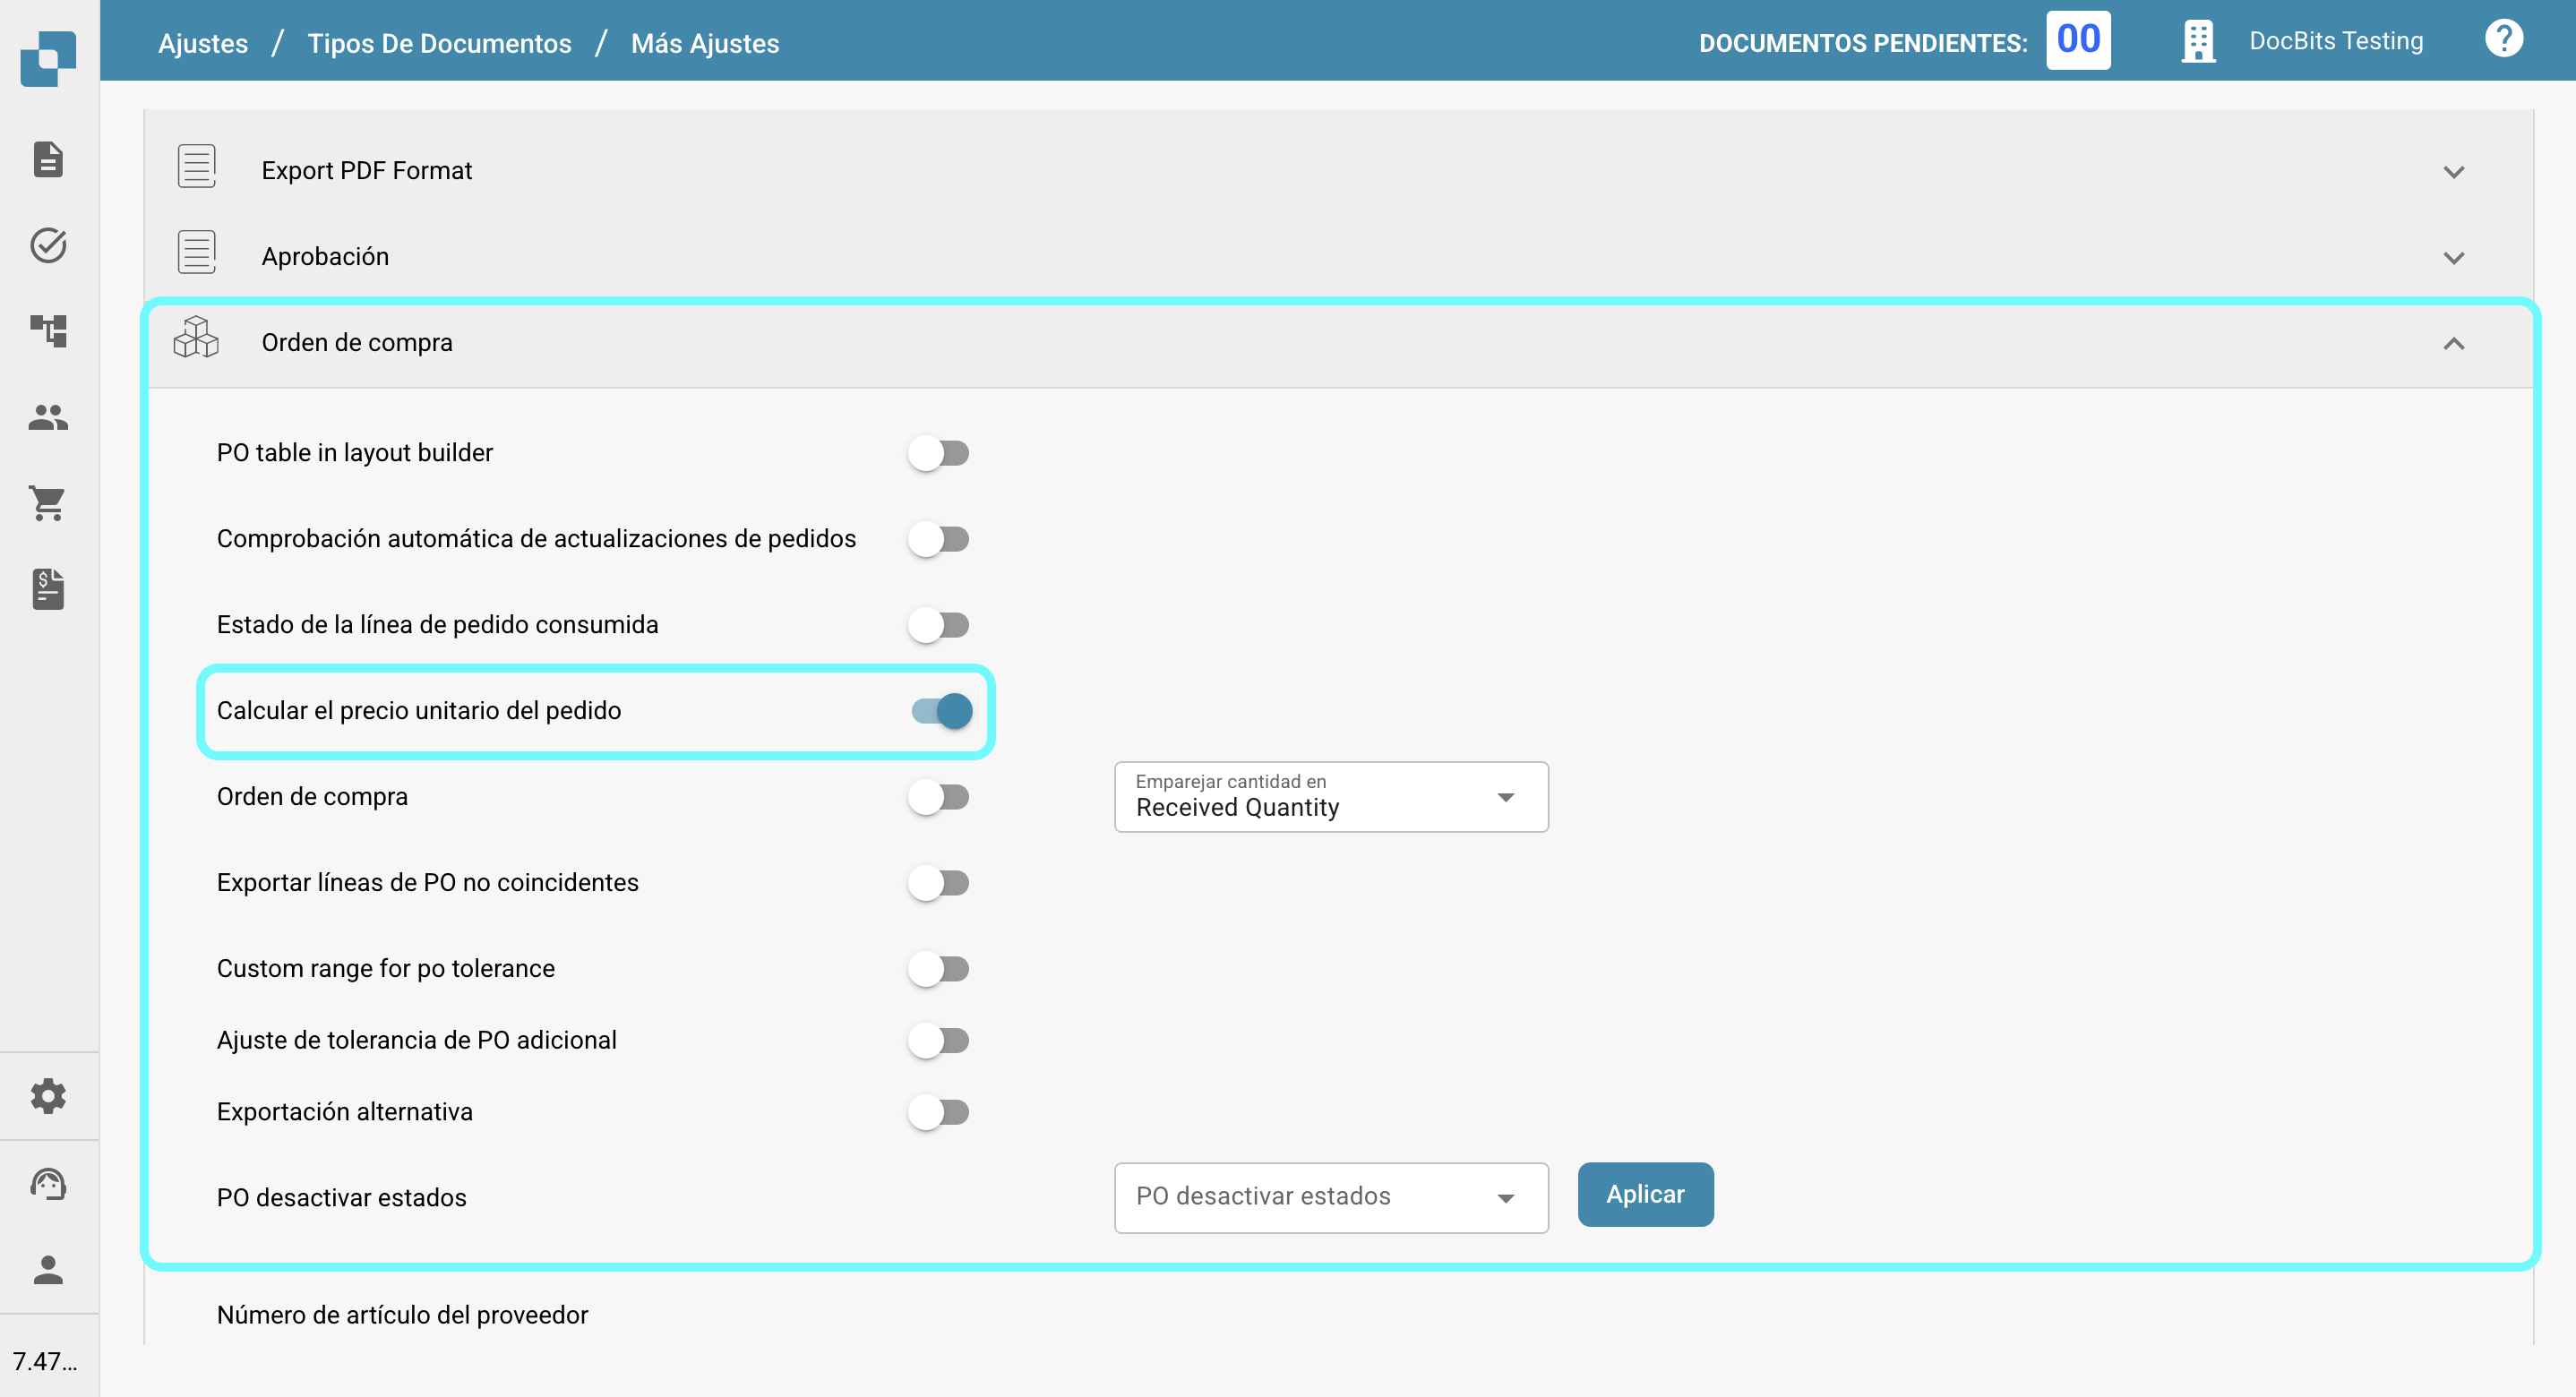 Ajustes / Tipos De Documentos / Más Ajustes
DOCUMENTOS PENDIENTES: 00
DocBits Testing
?
Export PDF Format
Aprobación
Orden de compra
PO table in layout builder
Comprobación automática de actualizaciones de pedidos
Estado de la línea de pedido consumida
Calcular el precio unitario del pedido
Orden de compra
Emparejar cantidad en
Received Quantity
Exportar líneas de PO no coincidentes
Custom range for po tolerance
Ajuste de tolerancia de PO adicional
Exportación alternativa
PO desactivar estados
PO desactivar estados
Aplicar
Número de artículo del proveedor
7.47...